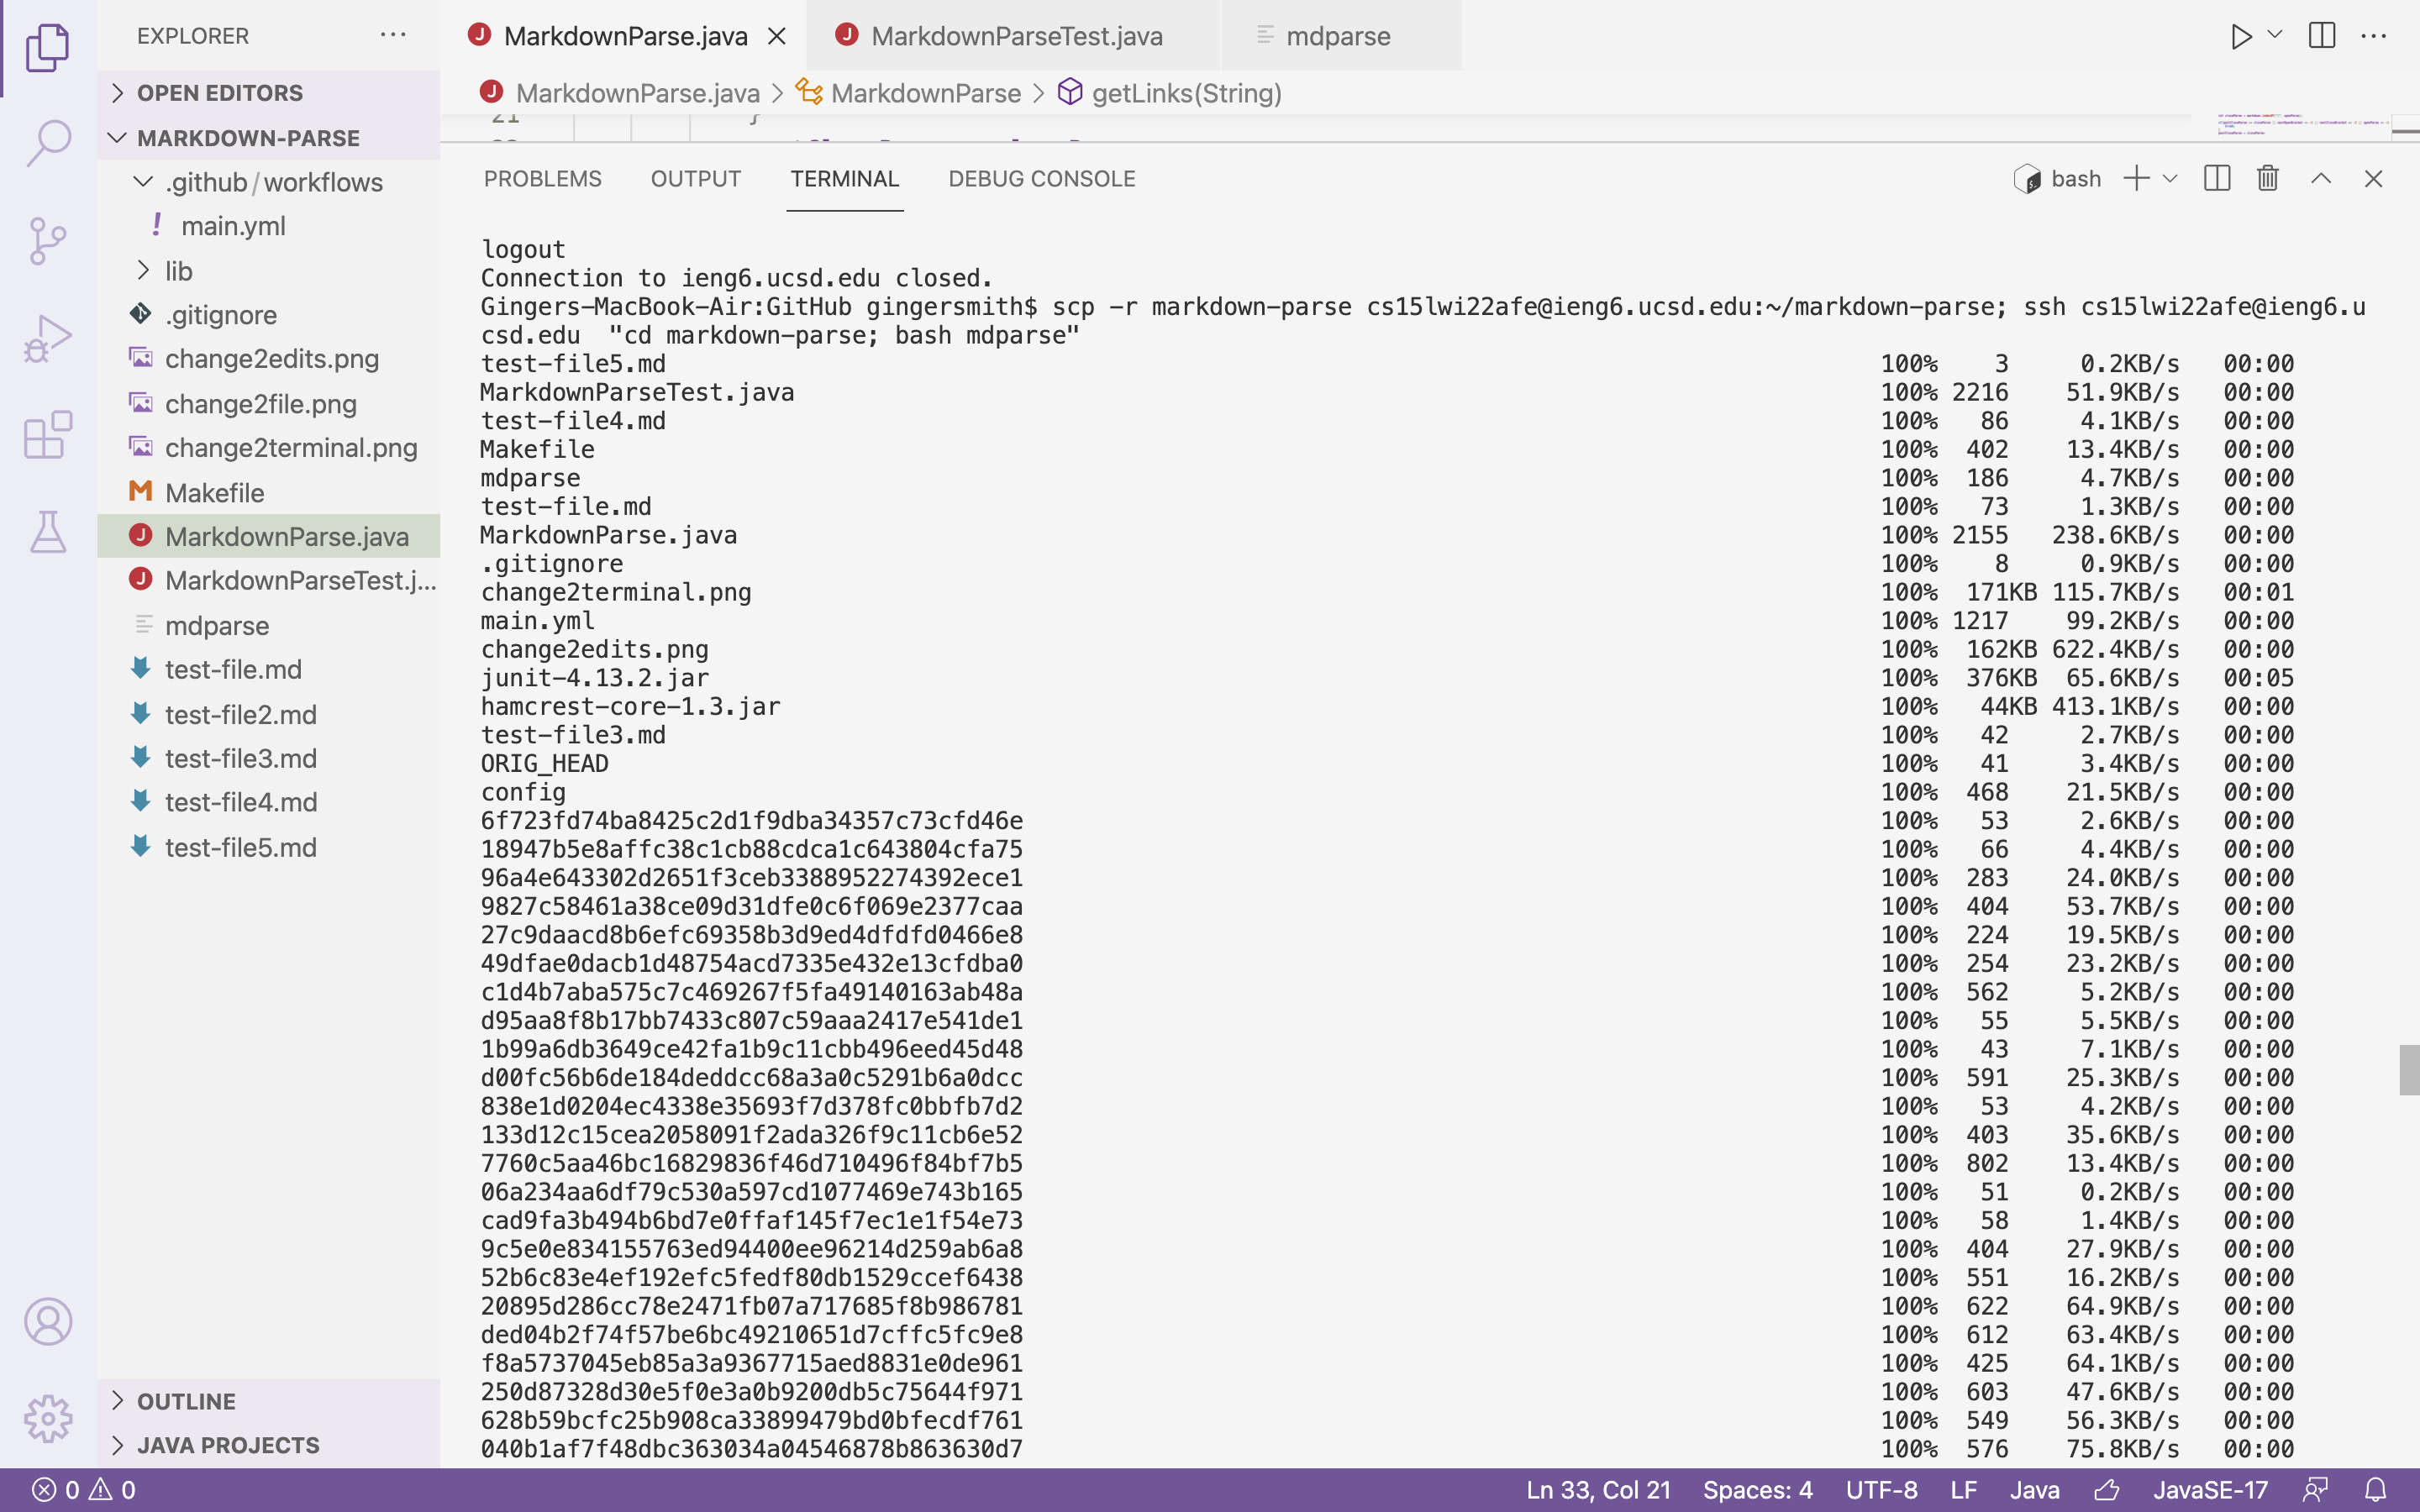 EXPLORER
OPEN EDITORS
MARKDOWN-PARSE
.github/workflows
main.yml
lib
.gitignore
change2edits.png
change2file.png
change2terminal.png
Makefile
MarkdownParse.java
MarkdownParseTest.j...
mdparse
test-file.md
test-file2.md
test-file3.md
test-file4.md
test-file5.md
OUTLINE
JAVA PROJECTS
MarkdownParse.java MarkdownParseTest.java mdparse
MarkdownParse.java > MarkdownParse > getLinks(String)
21 }
PROBLEMS OUTPUT TERMINAL DEBUG CONSOLE bash
logout
Connection to ieng6.ucsd.edu closed.
Gingers-MacBook-Air:GitHub gingersmith$ scp -r markdown-parse cs15lwi22afe@ieng6.ucsd.edu:~/markdown-parse; ssh cs15lwi22afe@ieng6.u
csd.edu  "cd markdown-parse; bash mdparse"
test-file5.md 100% 3 0.2KB/s 00:00
MarkdownParseTest.java 100% 2216 51.9KB/s 00:00
test-file4.md 100% 86 4.1KB/s 00:00
Makefile 100% 402 13.4KB/s 00:00
mdparse 100% 186 4.7KB/s 00:00
test-file.md 100% 73 1.3KB/s 00:00
MarkdownParse.java 100% 2155 238.6KB/s 00:00
.gitignore 100% 8 0.9KB/s 00:00
change2terminal.png 100% 171KB 115.7KB/s 00:01
main.yml 100% 1217 99.2KB/s 00:00
change2edits.png 100% 162KB 622.4KB/s 00:00
junit-4.13.2.jar 100% 376KB 65.6KB/s 00:05
hamcrest-core-1.3.jar 100% 44KB 413.1KB/s 00:00
test-file3.md 100% 42 2.7KB/s 00:00
ORIG_HEAD 100% 41 3.4KB/s 00:00
config 100% 468 21.5KB/s 00:00
6f723fd74ba8425c2d1f9dba34357c73cfd46e 100% 53 2.6KB/s 00:00
18947b5e8affc38c1cb88cdca1c643804cfa75 100% 66 4.4KB/s 00:00
96a4e643302d2651f3ceb3388952274392ece1 100% 283 24.0KB/s 00:00
9827c58461a38ce09d31dfe0c6f069e2377caa 100% 404 53.7KB/s 00:00
27c9daacd8b6efc69358b3d9ed4dfdfd0466e8 100% 224 19.5KB/s 00:00
49dfae0dacb1d48754acd7335e432e13cfdba0 100% 254 23.2KB/s 00:00
c1d4b7aba575c7c469267f5fa49140163ab48a 100% 562 5.2KB/s 00:00
d95aa8f8b17bb7433c807c59aaa2417e541de1 100% 55 5.5KB/s 00:00
1b99a6db3649ce42fa1b9c11cbb496eed45d48 100% 43 7.1KB/s 00:00
d00fc56b6de184deddcc68a3a0c5291b6a0dcc 100% 591 25.3KB/s 00:00
838e1d0204ec4338e35693f7d378fc0bbfb7d2 100% 53 4.2KB/s 00:00
133d12c15cea2058091f2ada326f9c11cb6e52 100% 403 35.6KB/s 00:00
7760c5aa46bc16829836f46d710496f84bf7b5 100% 802 13.4KB/s 00:00
06a234aa6df79c530a597cd1077469e743b165 100% 51 0.2KB/s 00:00
cad9fa3b494b6bd7e0ffaf145f7ec1e1f54e73 100% 58 1.4KB/s 00:00
9c5e0e834155763ed94400ee96214d259ab6a8 100% 404 27.9KB/s 00:00
52b6c83e4ef192efc5fedf80db1529ccef6438 100% 551 16.2KB/s 00:00
20895d286cc78e2471fb07a717685f8b986781 100% 622 64.9KB/s 00:00
ded04b2f74f57be6bc49210651d7cffc5fc9e8 100% 612 63.4KB/s 00:00
f8a5737045eb85a3a9367715aed8831e0de961 100% 425 64.1KB/s 00:00
250d87328d30e5f0e3a0b9200db5c75644f971 100% 603 47.6KB/s 00:00
628b59bcfc25b908ca33899479bd0bfecdf761 100% 549 56.3KB/s 00:00
040b1af7f48dbc363034a04546878b863630d7 100% 576 75.8KB/s 00:00
0 0 Ln 33, Col 21 Spaces: 4 UTF-8 LF Java JavaSE-17